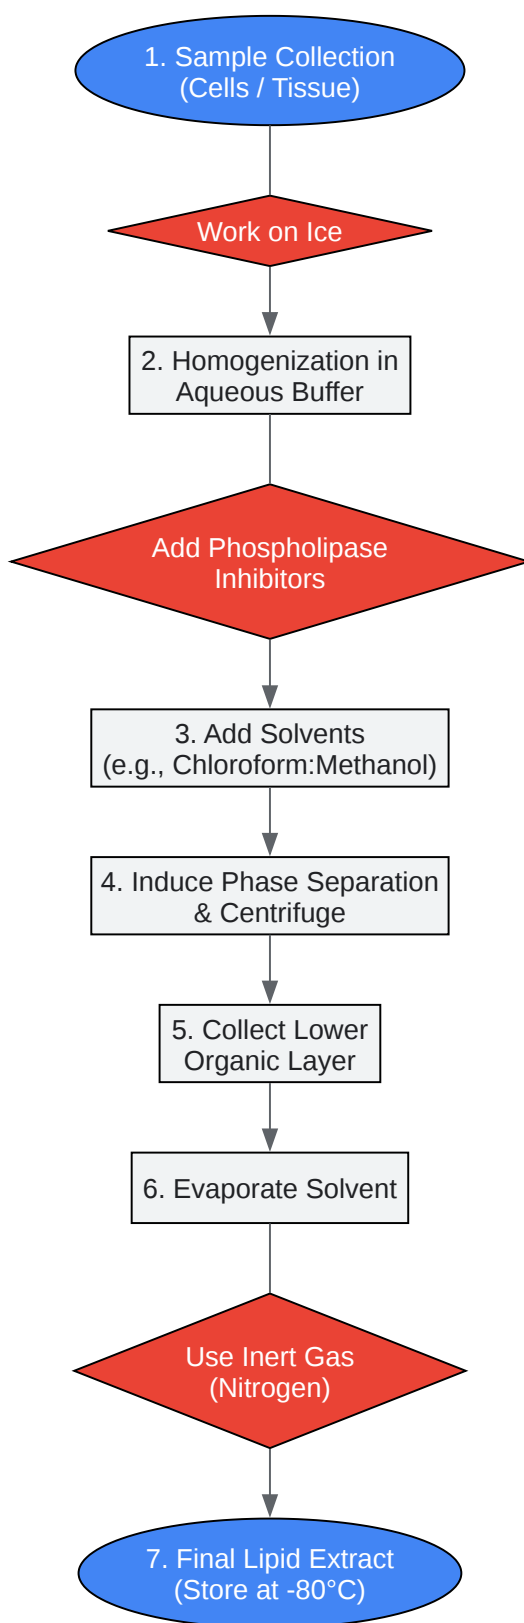 1. Sample Collection
(Cells / Tissue)
Work on Ice
2. Homogenization in
Aqueous Buffer
Add Phospholipase
Inhibitors
3. Add Solvents
(e.g., Chloroform:Methanol)
4. Induce Phase Separation
& Centrifuge
5. Collect Lower
Organic Layer
6. Evaporate Solvent
Use Inert Gas
(Nitrogen)
7. Final Lipid Extract
(Store at -80°C)